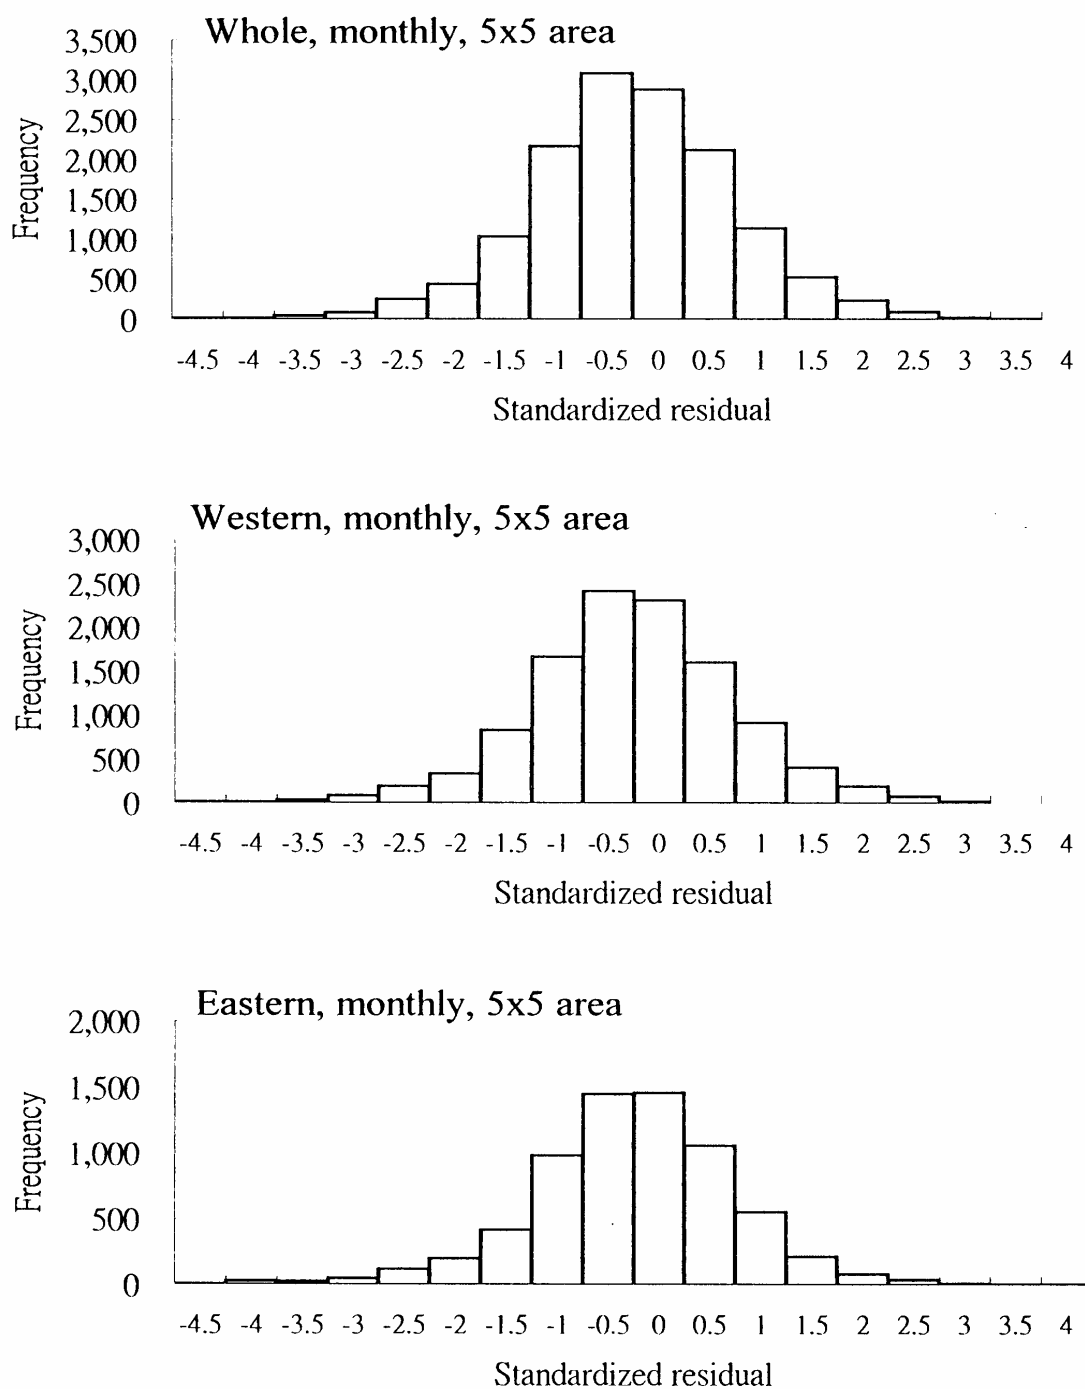 Whole, monthly, 5x5 area
3,500
3,000
2,500
2,000
1,500
1,000
500
0
Frequency
-4.5 -4 -3.5 -3 -2.5 -2 -1.5 -1 -0.5 0 0.5 1 1.5 2 2.5 3 3.5 4
Standardized residual
Western, monthly, 5x5 area
3,000
2,500
2,000
1,500
1,000
500
0
Frequency
-4.5 -4 -3.5 -3 -2.5 -2 -1.5 -1 -0.5 0 0.5 1 1.5 2 2.5 3 3.5 4
Standardized residual
Eastern, monthly, 5x5 area
2,000
1,500
1,000
500
0
Frequency
-4.5 -4 -3.5 -3 -2.5 -2 -1.5 -1 -0.5 0 0.5 1 1.5 2 2.5 3 3.5 4
Standardized residual